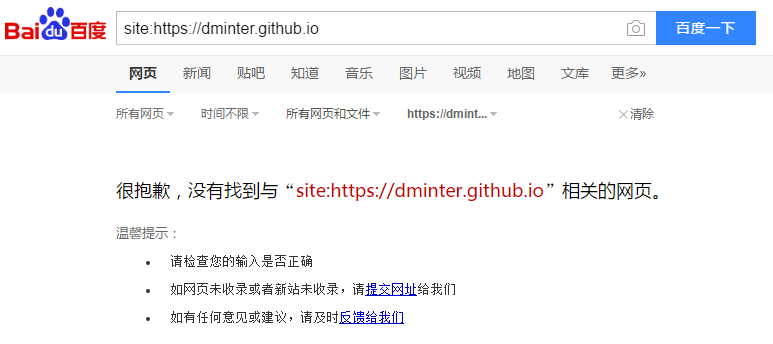 Bai du 百度 site:https://dminter.github.io 百度一下
网页 新闻 贴吧 知道 音乐 图片 视频 地图 文库 更多»
所有网页 时间不限 所有网页和文件 https://dmint... 清除
很抱歉，没有找到与“site:https://dminter.github.io”相关的网页。
温馨提示：
请检查您的输入是否正确
如网页未收录或者新站未收录，请提交网址给我们
如有任何意见或建议，请及时反馈给我们